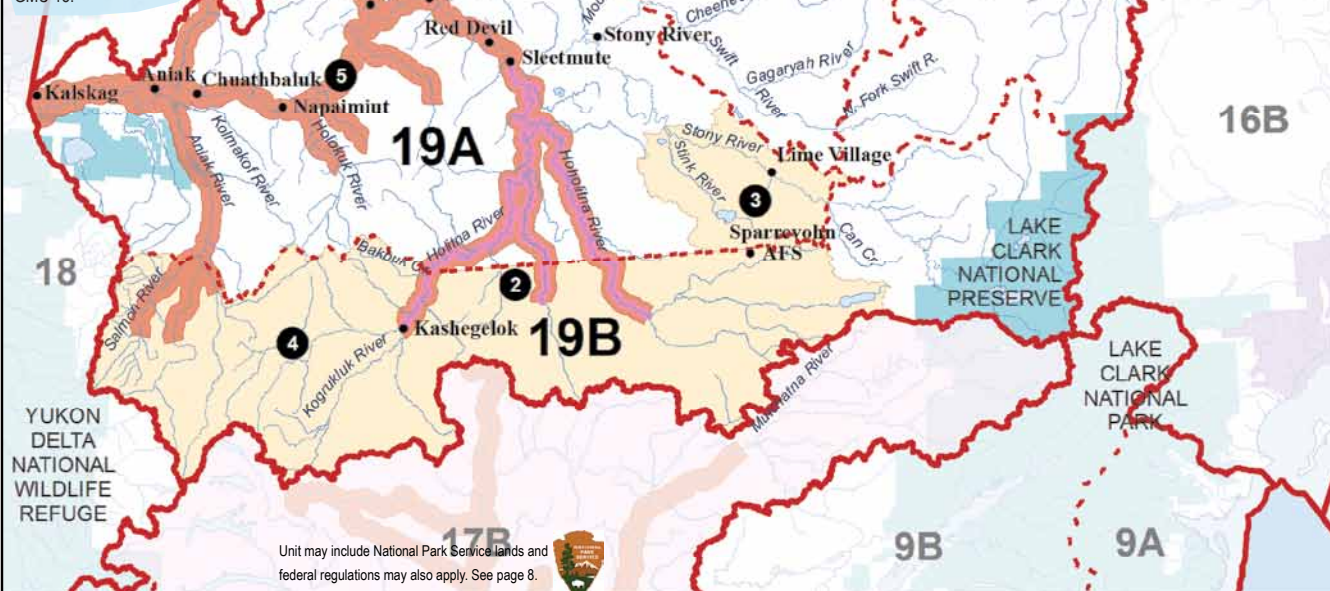 Red Devil
Stony River
Sleetmute
Cheene
Swift
River
Gagaryah River
N. Fork Swift R.
16B
Kalskag
Aniak
Chuathbaluk
5
Napaimiut
19A
Aniak River
Kolmakof River
Holokuk River
Hoholitna River
Stony River
Stink River
Lime Village
3
Sparrevohn
AFS
Can Cr
LAKE
CLARK
NATIONAL
PRESERVE
18
Bakbuk Cr
Holitna River
2
19B
Salmon River
4
Kashegelok
Kogrukluk River
Mulchatna River
LAKE
CLARK
NATIONAL
PARK
YUKON
DELTA
NATIONAL
WILDLIFE
REFUGE
17B
9B
9A
Unit may include National Park Service lands and
federal regulations may also apply. See page 8.
NATIONAL
PARK
SERVICE